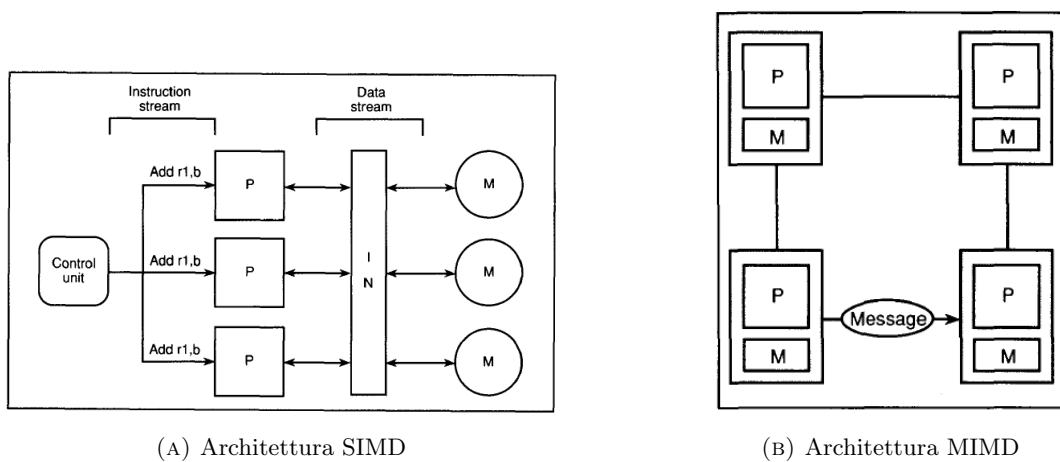 Instruction
stream
Data
stream
Add r1,b
P
M
Control
unit
Add r1,b
P
I
N
M
Add r1,b
P
M
(A) Architettura SIMD
P
M
P
M
P
M
Message
P
M
(B) Architettura MIMD